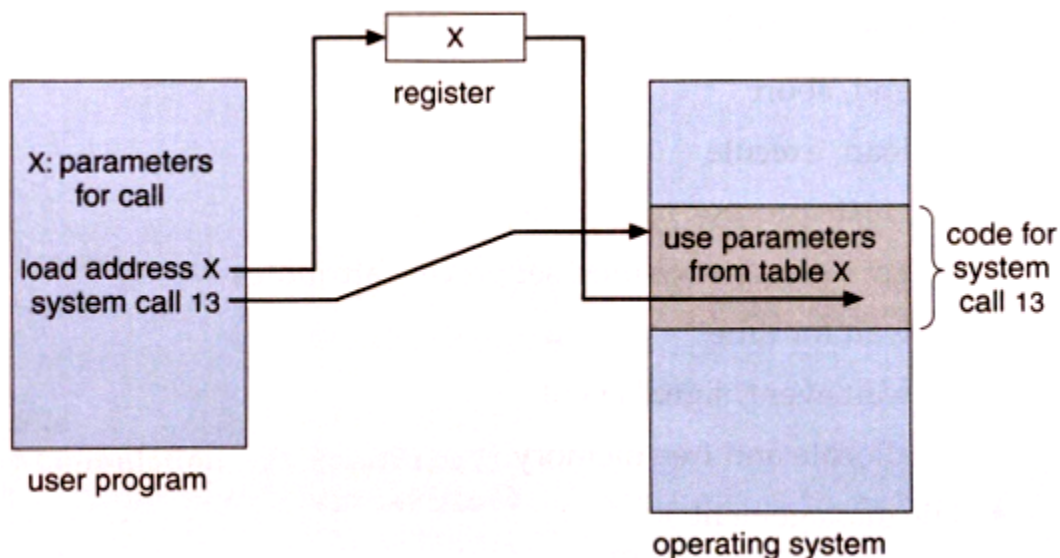 X
register
X: parameters
for call
load address X
system call 13
use parameters
from table X
code for
system
call 13
user program
operating system